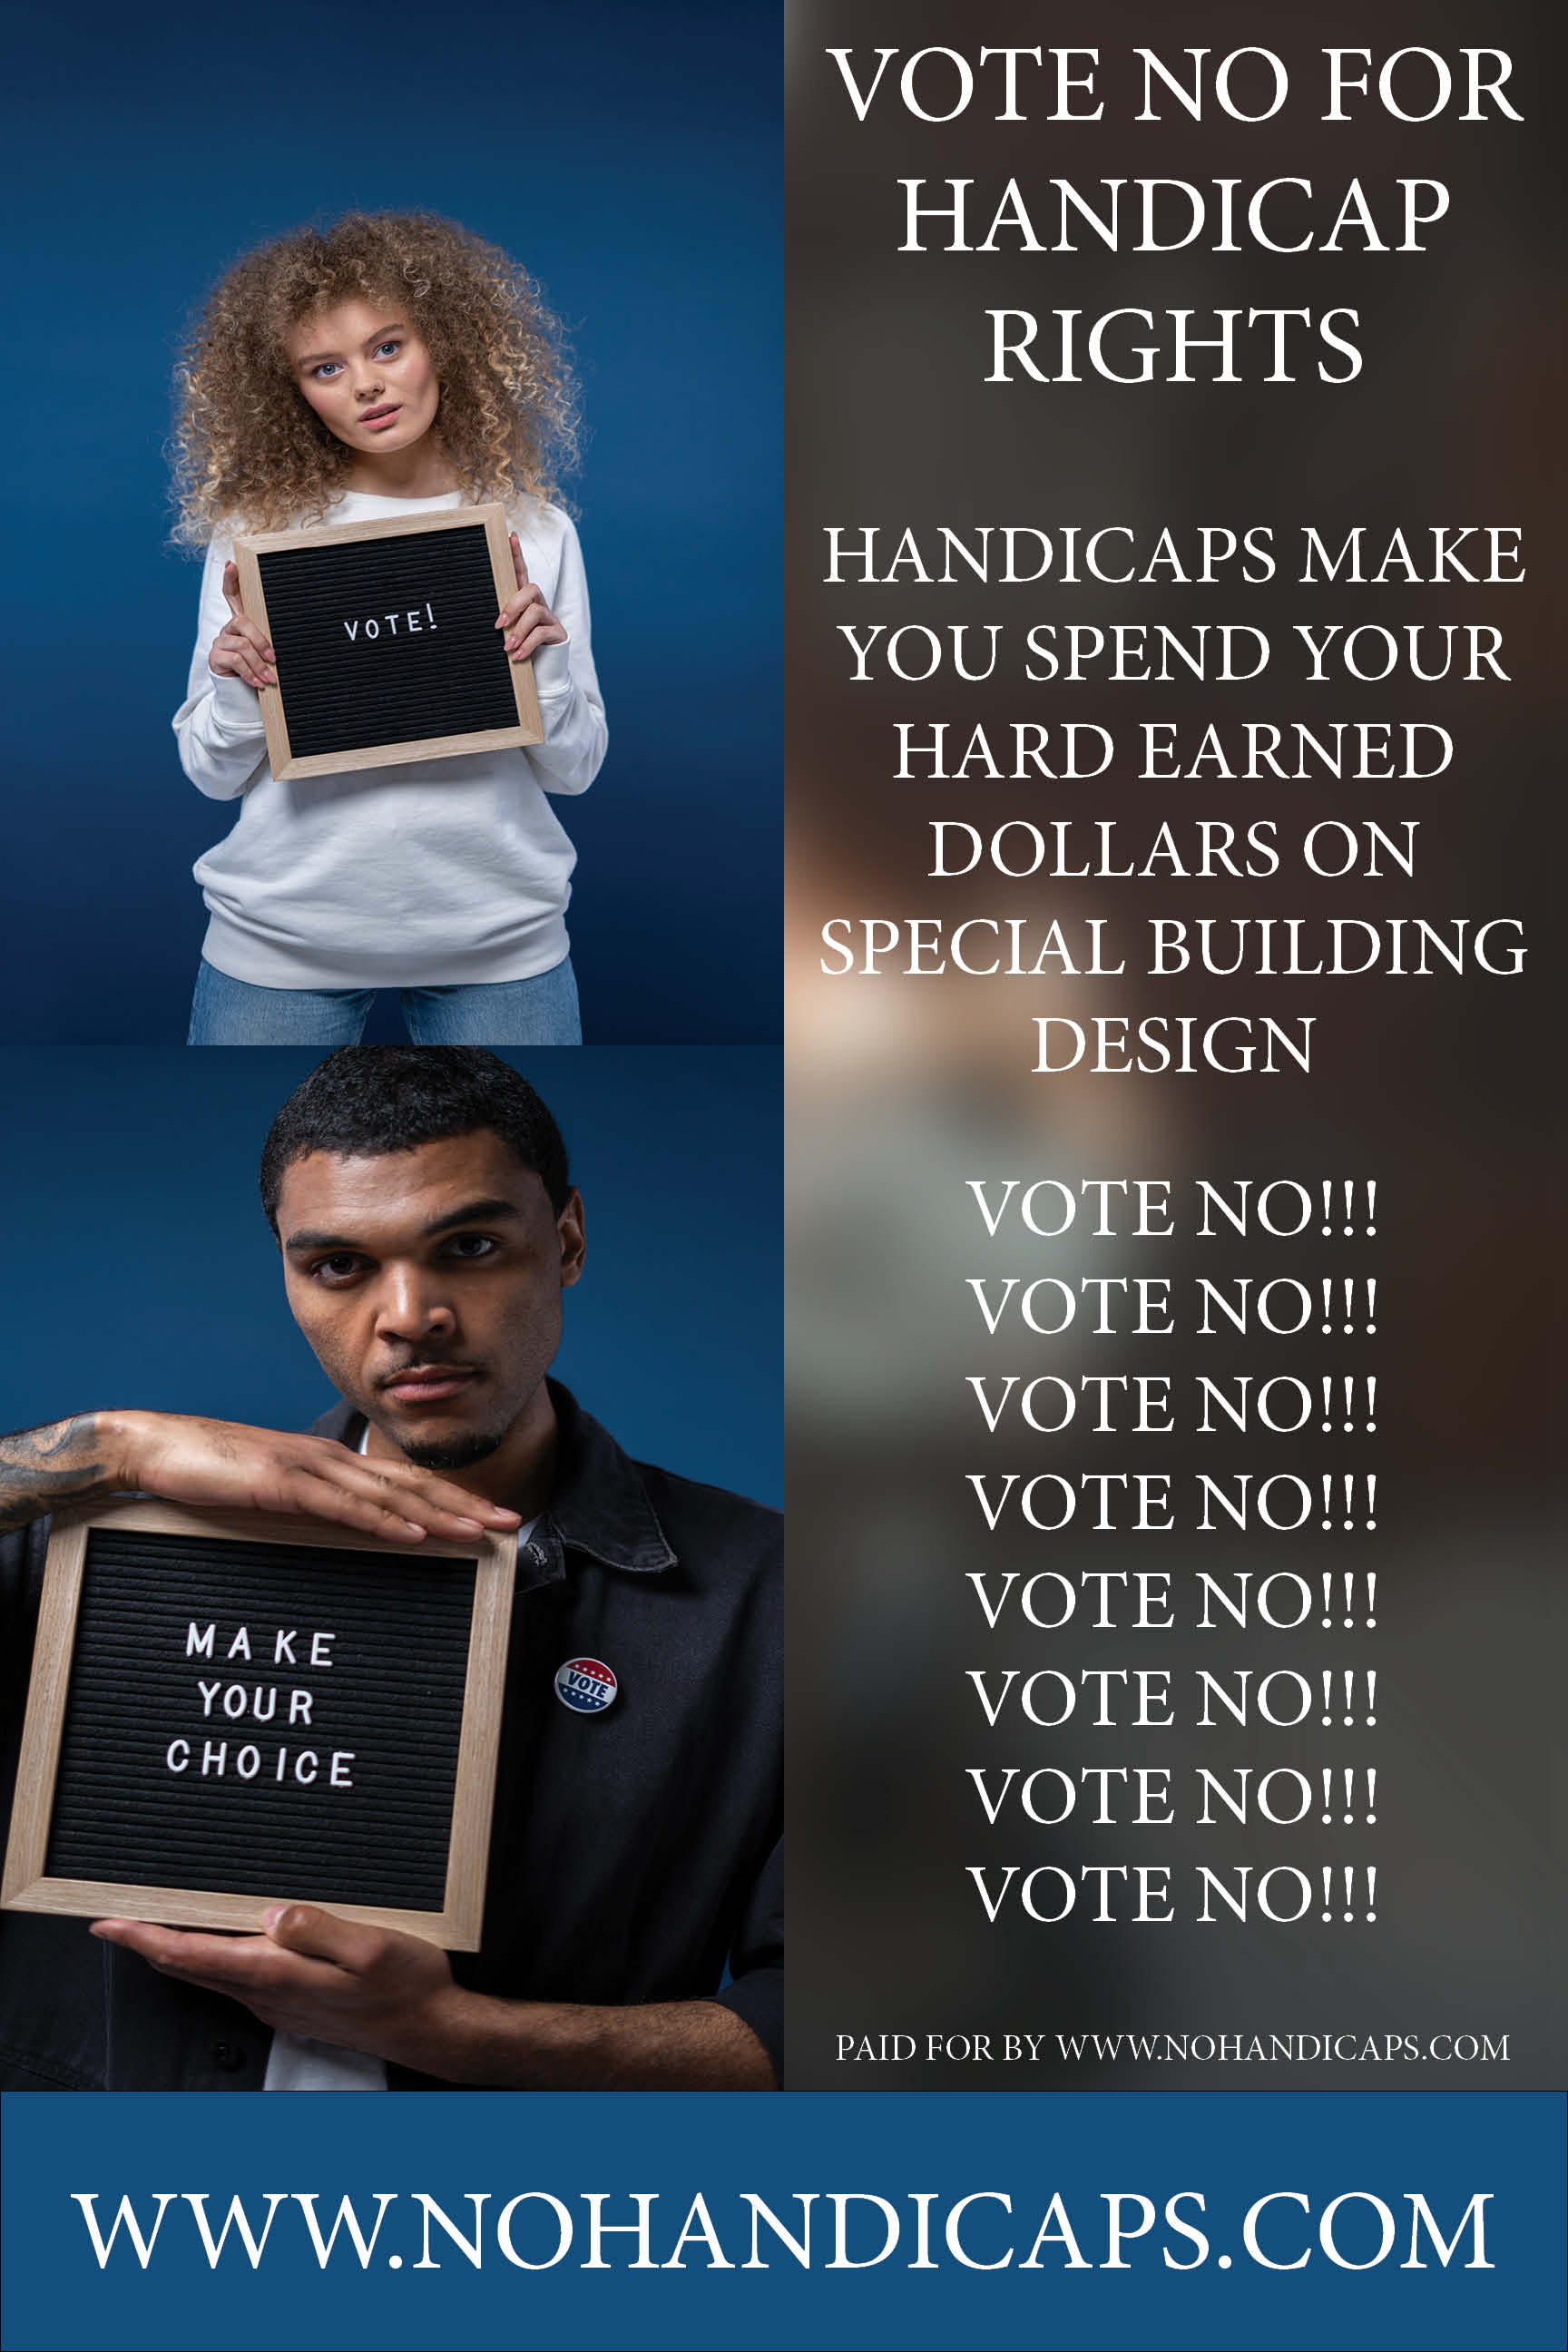 VOTE NO FOR
HANDICAP
RIGHTS
HANDICAPS MAKE
YOU SPEND YOUR
HARD EARNED
DOLLARS ON
SPECIAL BUILDING
DESIGN
VOTE NO!!!
VOTE NO!!!
VOTE NO!!!
VOTE NO!!!
VOTE NO!!!
VOTE NO!!!
VOTE NO!!!
VOTE NO!!!
PAID FOR BY WWW.NOHANDICAPS.COM
VOTE!
MAKE
YOUR
CHOICE
VOTE
WWW.NOHANDICAPS.COM